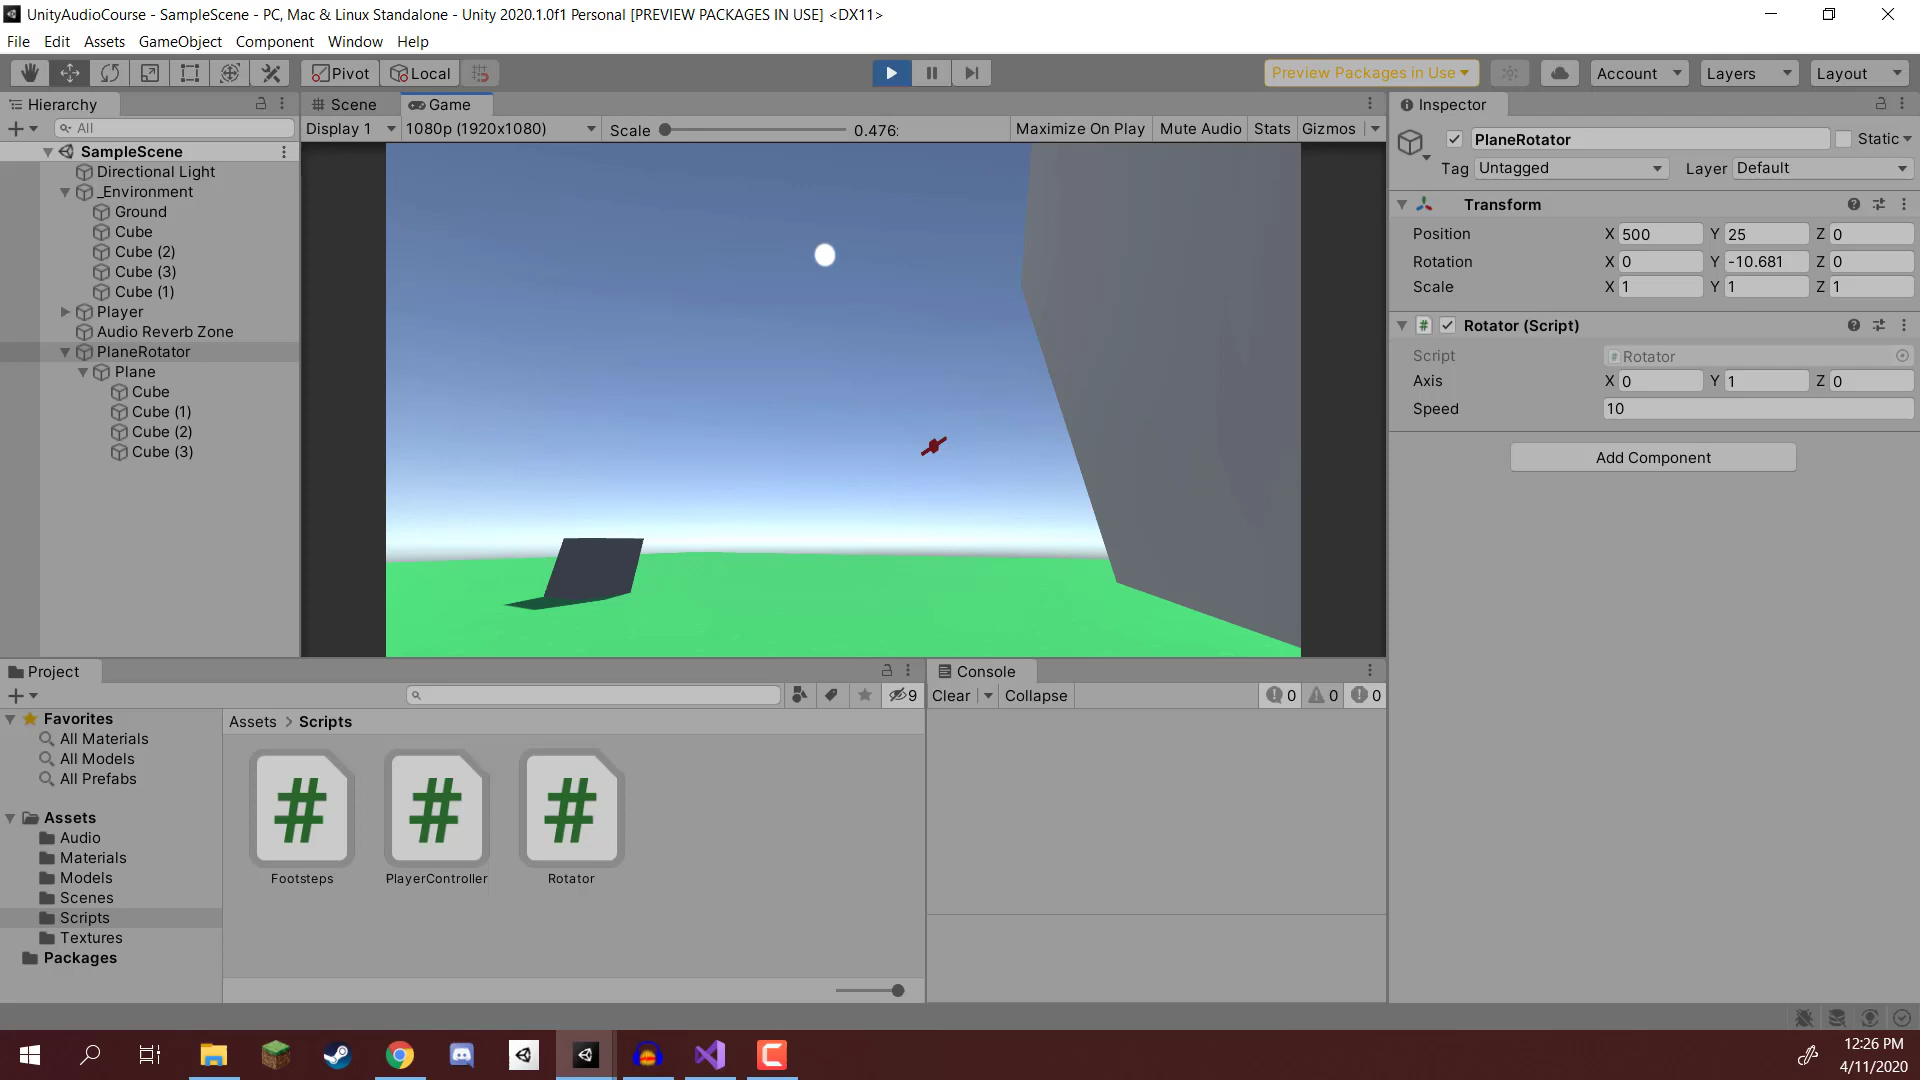 UnityAudioCourse - SampleScene - PC, Mac & Linux Standalone - Unity 2020.1.0f1 Personal [PREVIEW PACKAGES IN USE] <DX11>
File Edit Assets GameObject Component Window Help
Pivot Local Preview Packages in Use Account Layers Layout
Hierarchy
All
SampleScene
Directional Light
_Environment
Ground
Cube
Cube (2)
Cube (3)
Cube (1)
Player
Audio Reverb Zone
PlaneRotator
Plane
Cube
Cube (1)
Cube (2)
Cube (3)
Scene Game
Display 1 1080p (1920x1080) Scale 0.476: Maximize On Play Mute Audio Stats Gizmos
Inspector
PlaneRotator Static
Tag Untagged Layer Default
Transform
Position X 500 Y 25 Z 0
Rotation X 0 Y -10.681 Z 0
Scale X 1 Y 1 Z 1
# Rotator (Script)
Script # Rotator
Axis X 0 Y 1 Z 0
Speed 10
Add Component
Project
9
Favorites
All Materials
All Models
All Prefabs
Assets
Audio
Materials
Models
Scenes
Scripts
Textures
Packages
Assets > Scripts
# # #
Footsteps PlayerController Rotator
Console
Clear Collapse 0 0 0
12:26 PM
4/11/2020